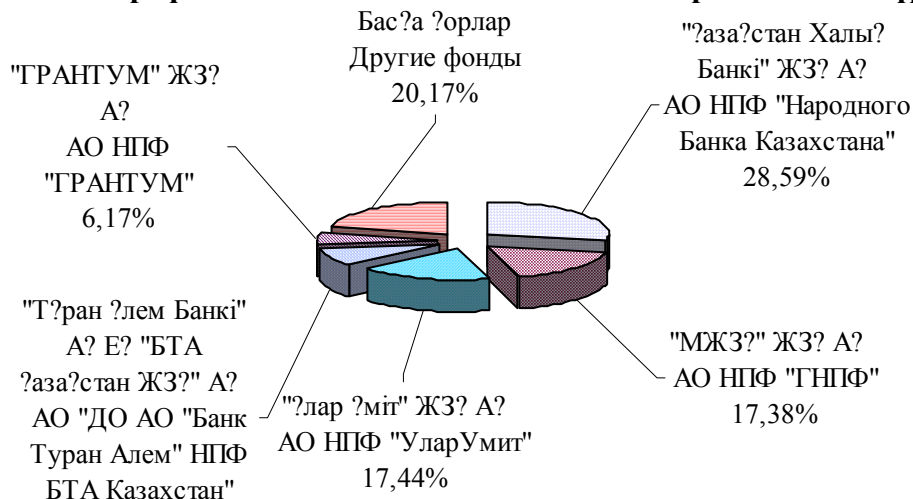 Бас?а ?орлар
Другие фонды
20,17%
"?аза?стан Халы?
Банкі" ЖЗ? А?
АО НПФ "Народного
Банка Казахстана"
28,59%
"ГРАНТУМ" ЖЗ?
А?
АО НПФ
"ГРАНТУМ"
6,17%
"МЖЗ?" ЖЗ? А?
АО НПФ "ГНПФ"
17,38%
"?лар ?міт" ЖЗ? А?
АО НПФ "УларУмит"
17,44%
"Т?ран ?лем Банкі"
А? Е? "БТА
?аза?стан ЖЗ?" А?
АО "ДО АО "Банк
Туран Алем" НПФ
БТА Казахстан"